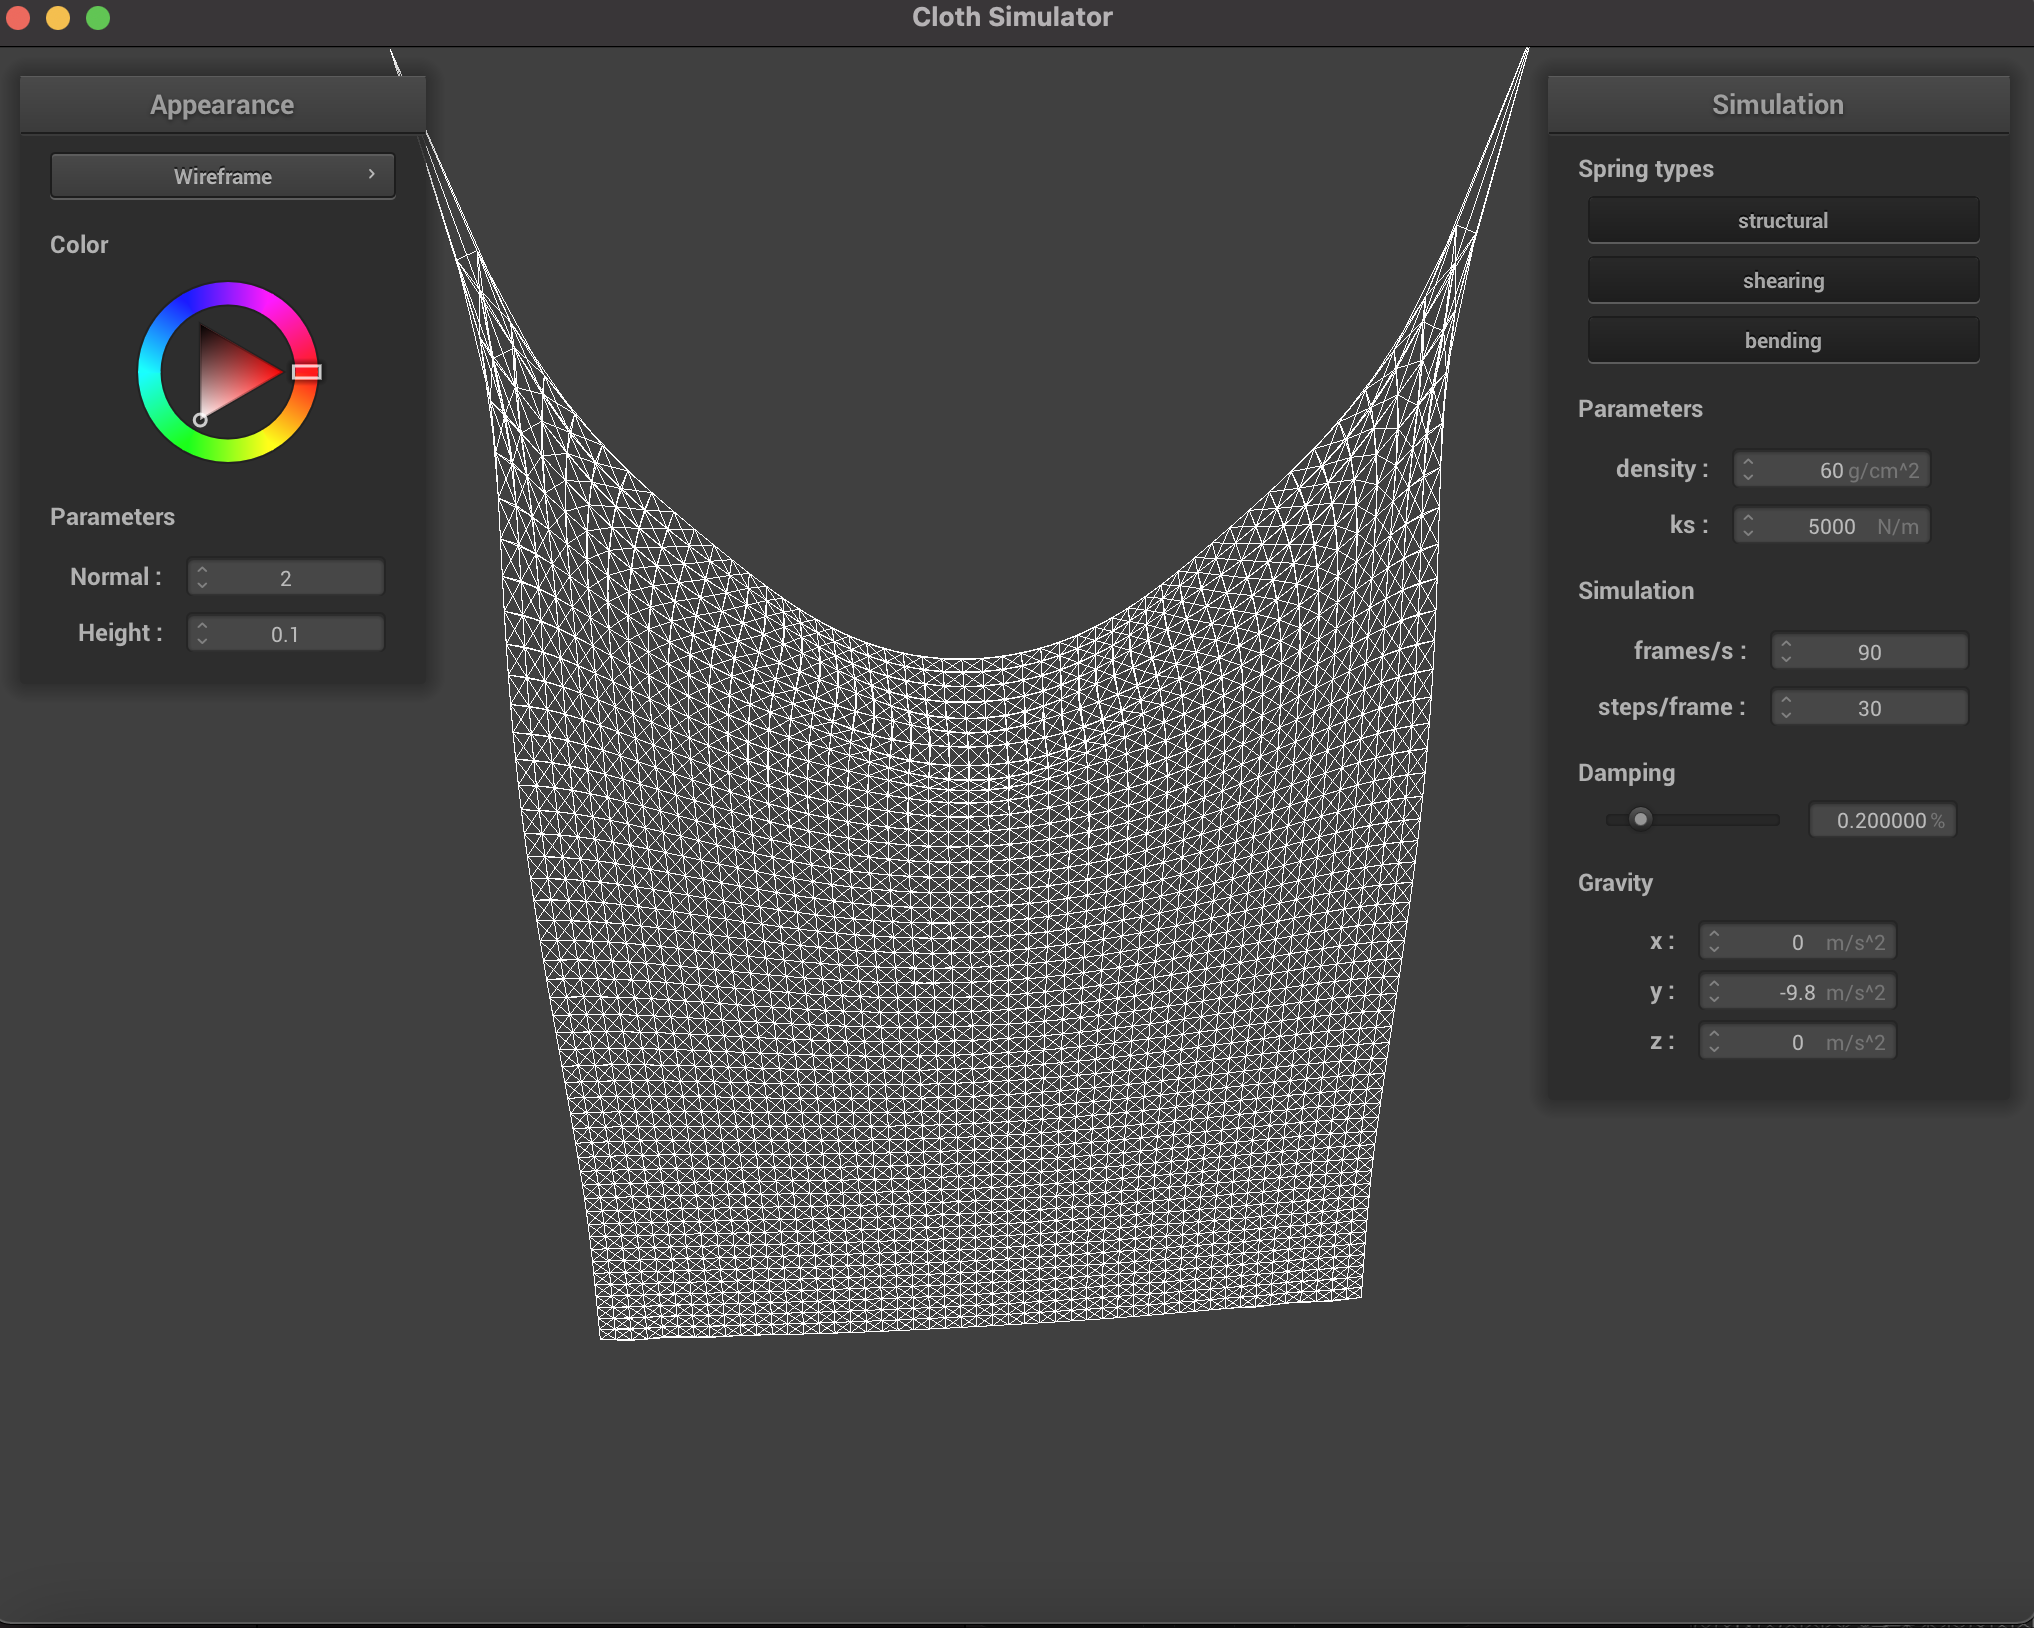 Cloth Simulator
Appearance
Wireframe
Color
Parameters
Normal : 2
Height : 0.1
Simulation
Spring types
structural
shearing
bending
Parameters
density : 60 g/cm^2
ks : 5000 N/m
Simulation
frames/s : 90
steps/frame : 30
Damping
0.200000 %
Gravity
x : 0 m/s^2
y : -9.8 m/s^2
z : 0 m/s^2